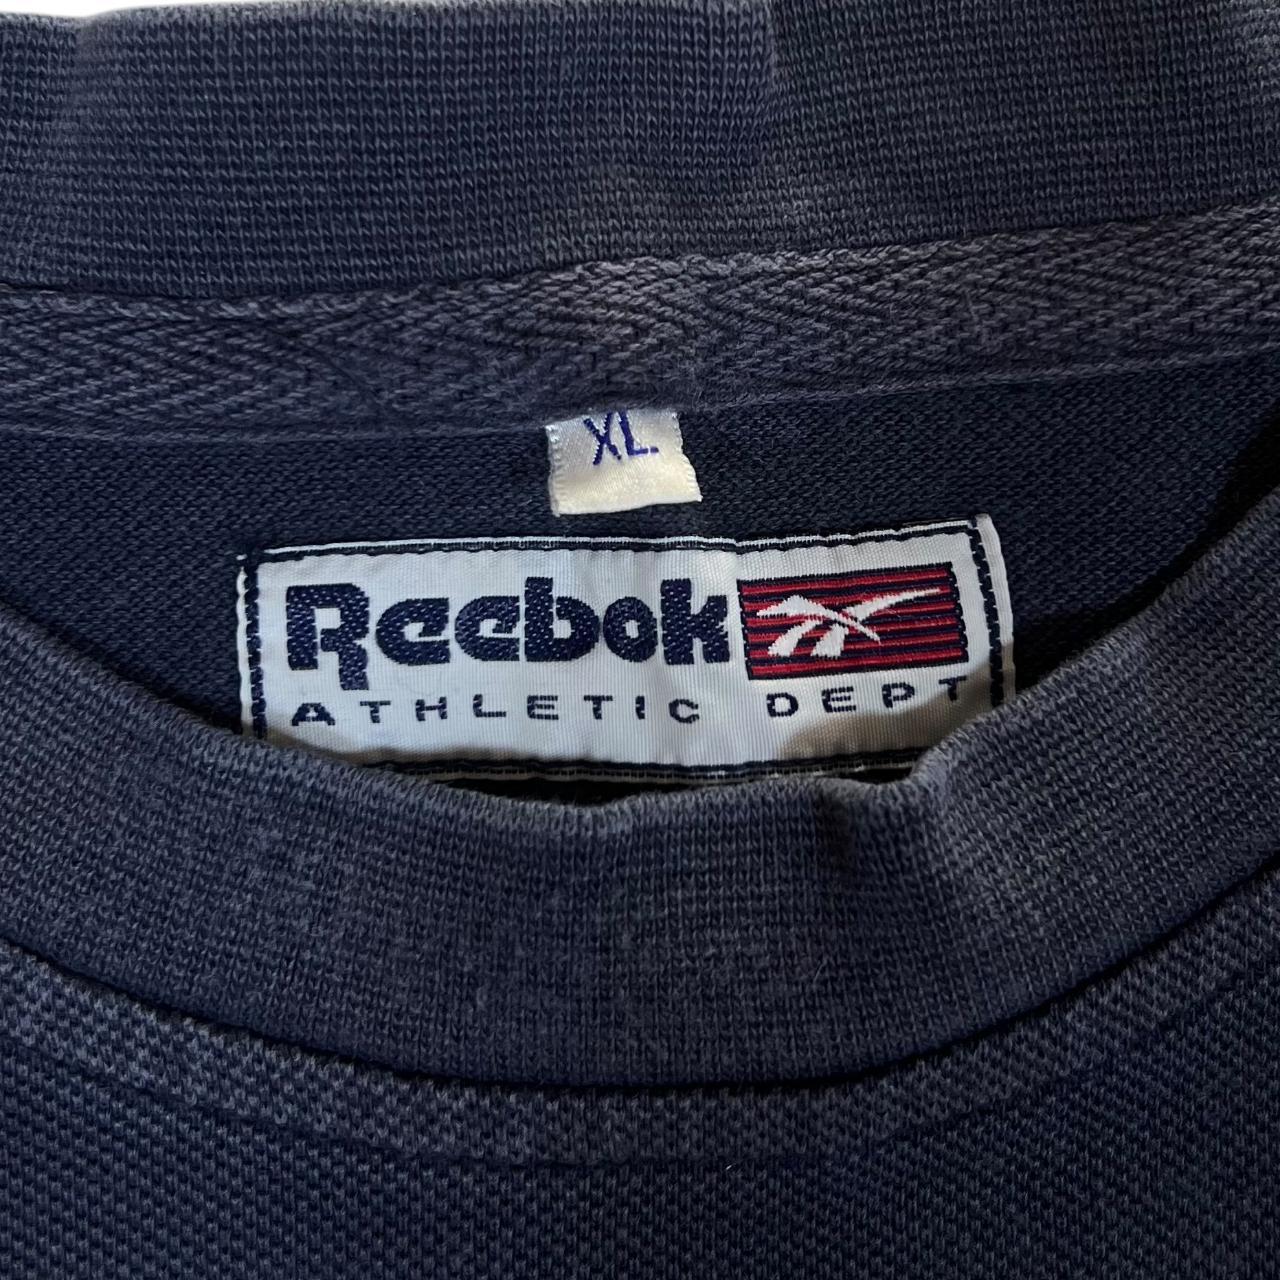 XL.
Reebok
ATHLETIC DEPT